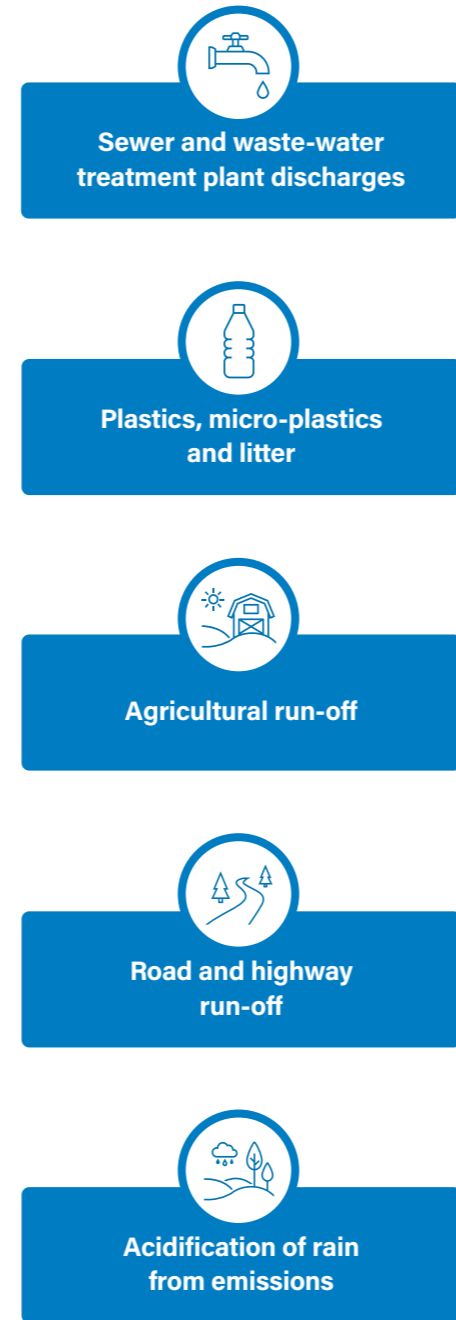 Sewer and waste-water
treatment plant discharges
Plastics, micro-plastics
and litter
Agricultural run-off
Road and highway
run-off
Acidification of rain
from emissions